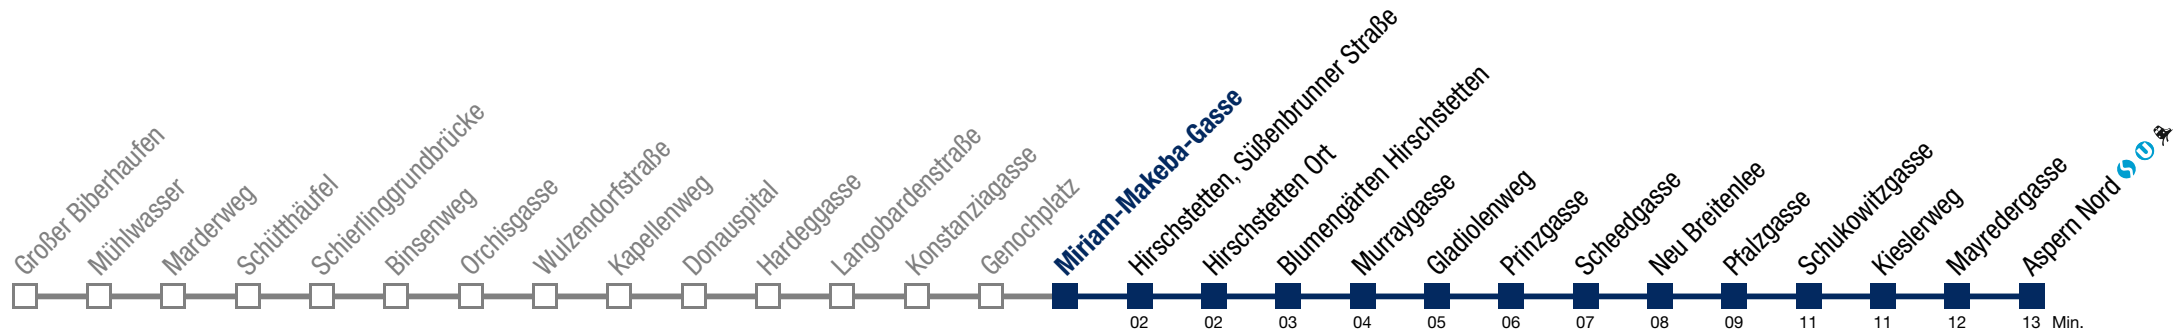 Großer Biberhaufen
Mühlwasser
Marderweg
Schütthäufel
Schierlinggrundbrücke
Binsenweg
Orchisgasse
Wulzendorfstraße
Kapellenweg
Donauspital
Hardeggasse
Langobardenstraße
Konstanziagasse
Genochplatz
Miriam-Makeba-Gasse
Hirschstetten, Süßenbrunner Straße
Hirschstetten Ort
Blumengärten Hirschstetten
Murraygasse
Gladiolenweg
Prinzgasse
Scheedgasse
Neu Breitenlee
Pfalzgasse
Schukowitzgasse
Kieslerweg
Mayredergasse
Aspern Nord S U
02 02 03 04 05 06 07 08 09 11 11 12 13 Min.